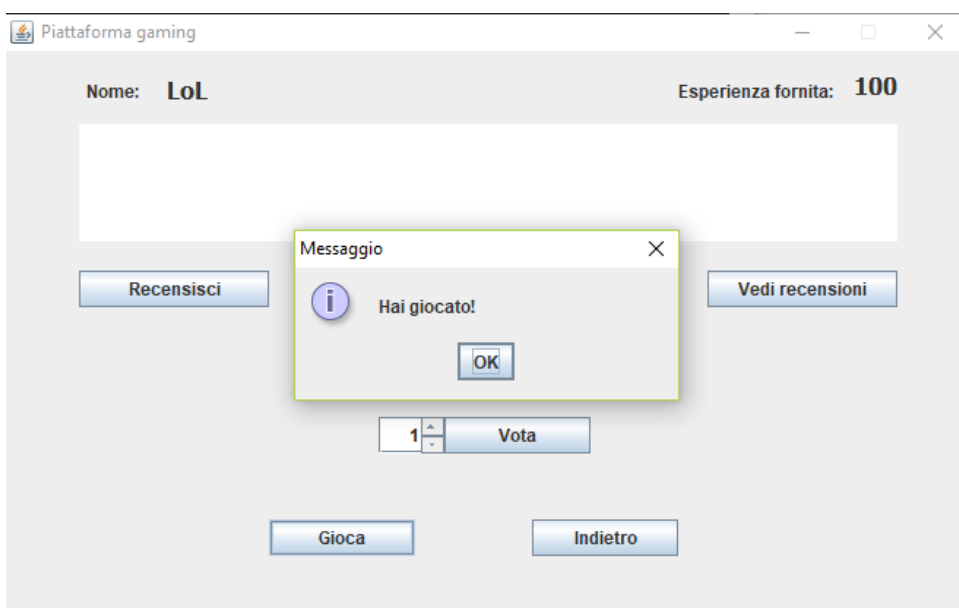 Piattaforma gaming
Nome: LoL Esperienza fornita: 100
Messaggio
Recensisci Vedi recensioni
i Hai giocato!
OK
1 Vota
Gioca Indietro